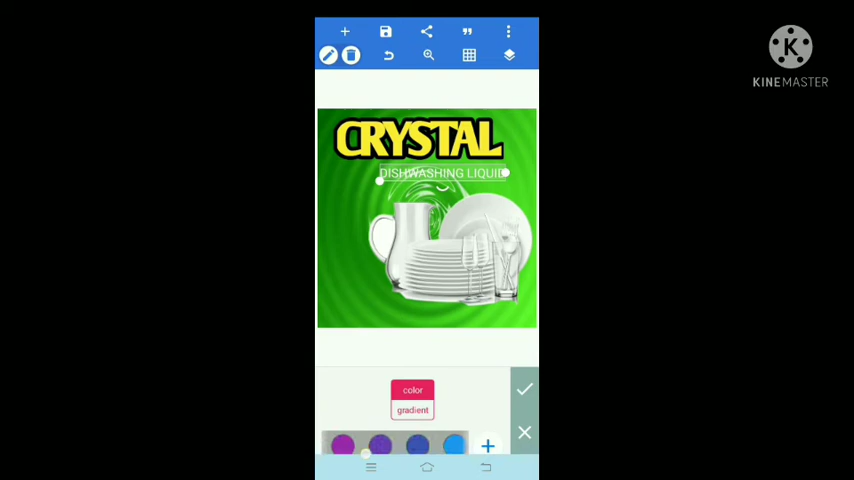 KINEMASTER
CRYSTAL
DISHWASHING LIQUID
color
gradient